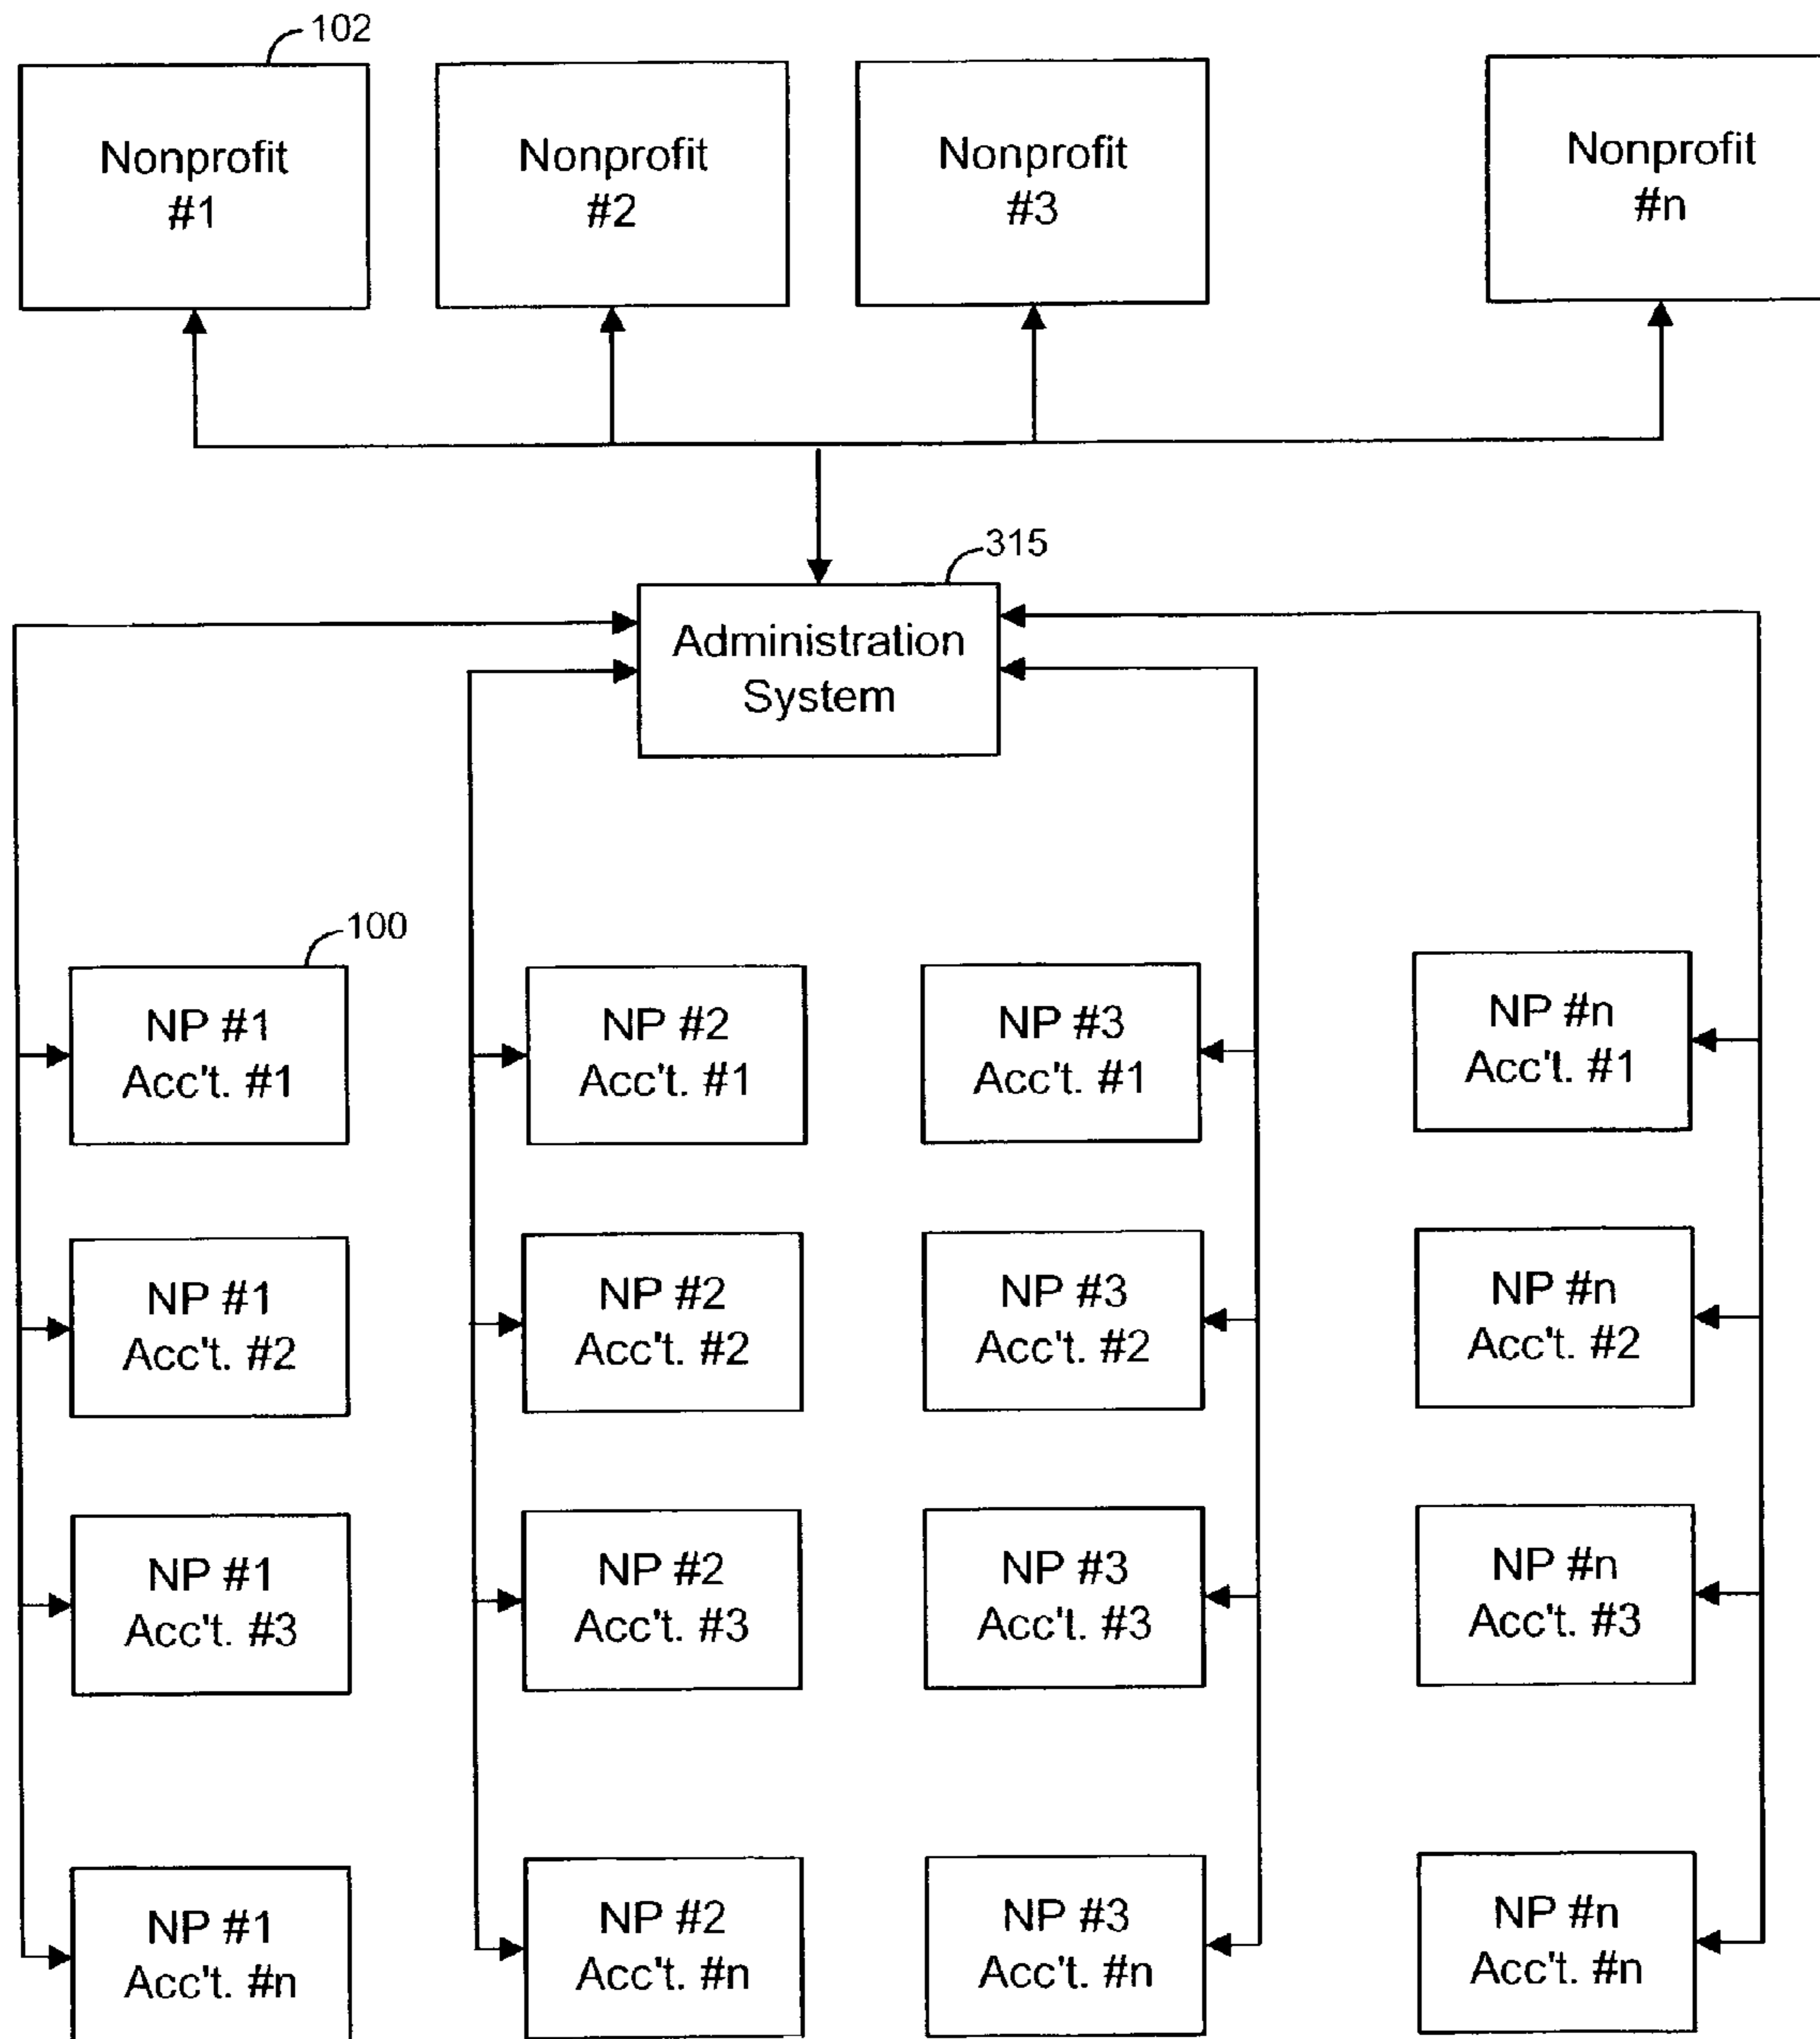 102
Nonprofit
#1
Nonprofit
#2
Nonprofit
#3
Nonprofit
#n
315
Administration
System
100
NP #1
Acc't. #1
NP #2
Acc't. #1
NP #3
Acc't. #1
NP #n
Acc't. #1
NP #1
Acc't. #2
NP #2
Acc't. #2
NP #3
Acc't. #2
NP #n
Acc't. #2
NP #1
Acc't. #3
NP #2
Acc't. #3
NP #3
Acc't. #3
NP #n
Acc't. #3
NP #1
Acc't. #n
NP #2
Acc't. #n
NP #3
Acc't. #n
NP #n
Acc't. #n